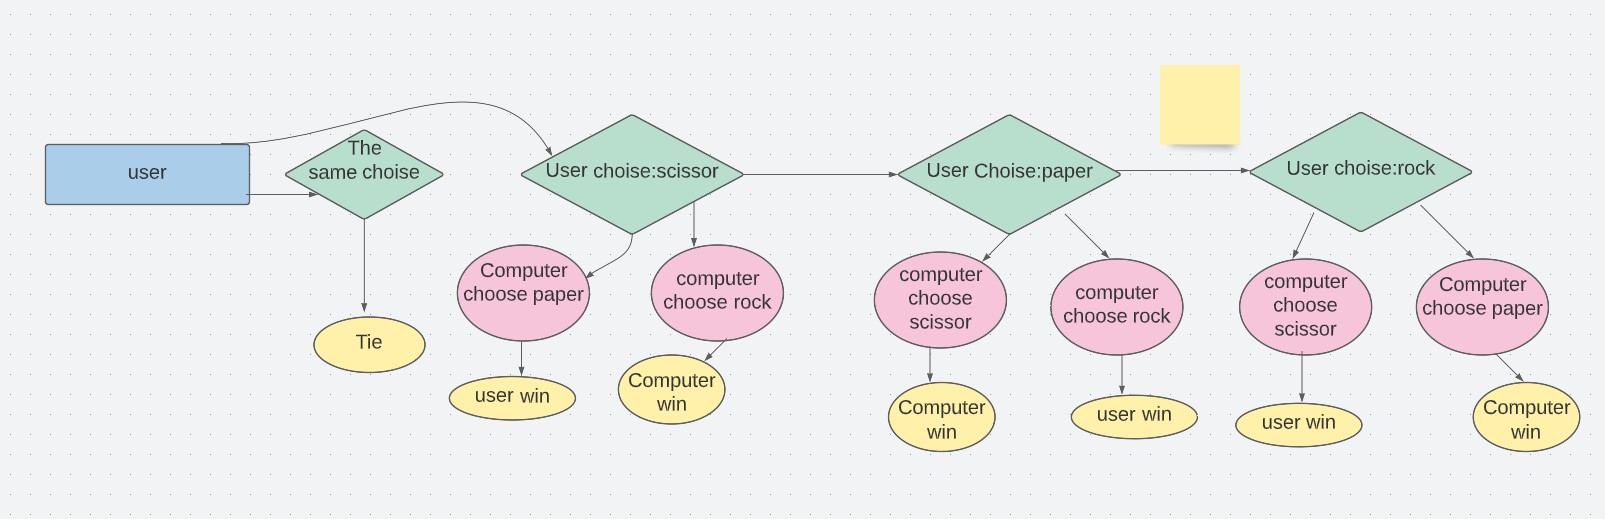 user
The
same choise
Tie
User choise:scissor
Computer
choose paper
user win
computer
choose rock
Computer
win
User Choise:paper
computer
choose
scissor
Computer
win
computer
choose rock
user win
User choise:rock
computer
choose
scissor
user win
Computer
choose paper
Computer
win